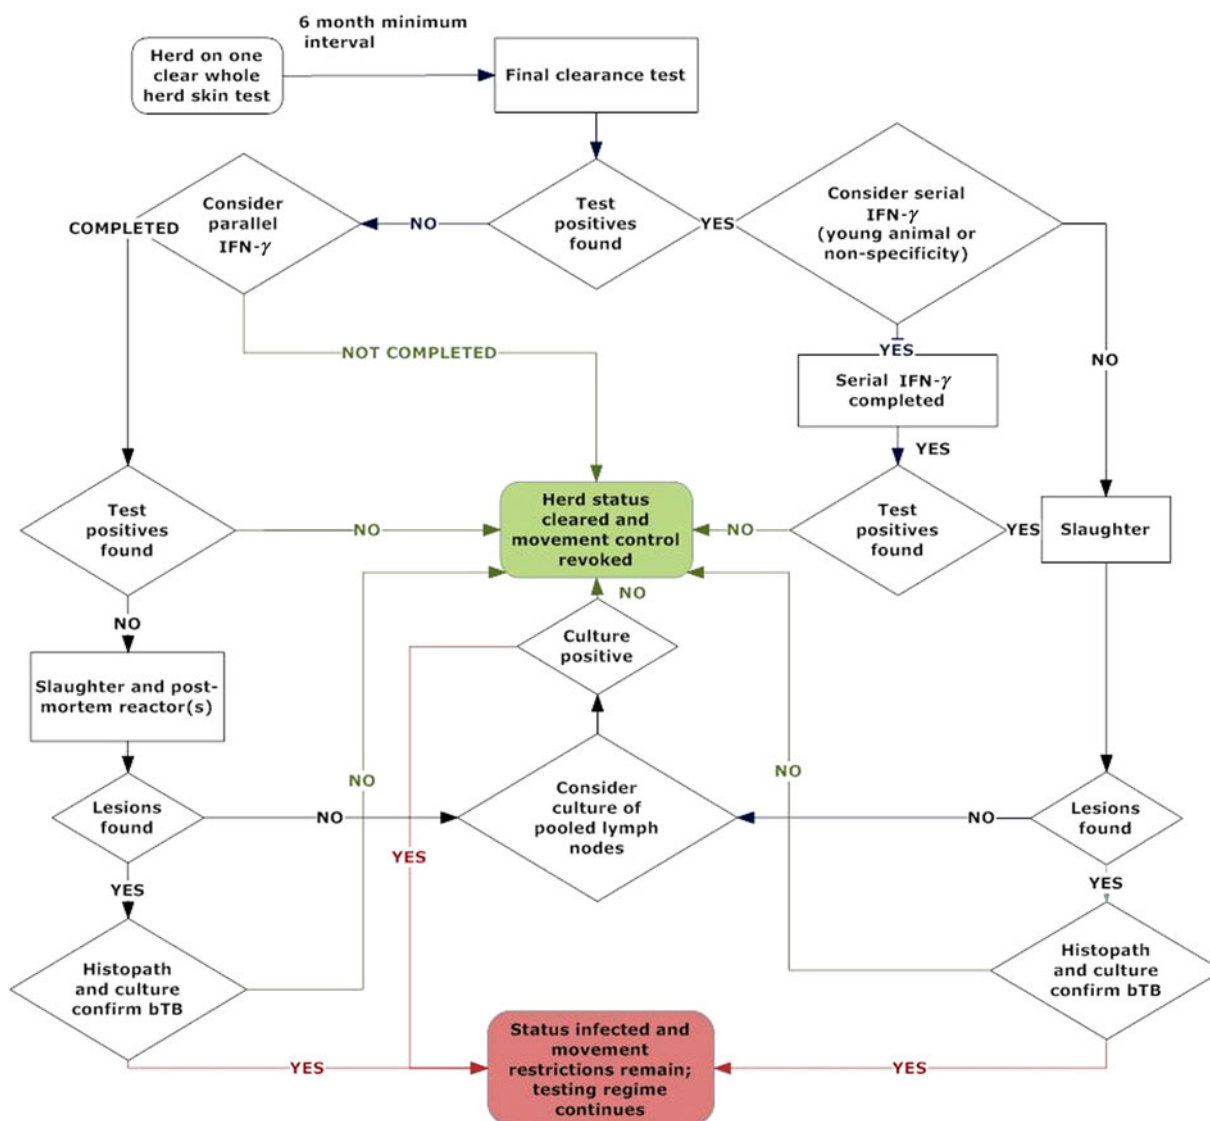 6 month minimum
interval
Herd on one
clear whole
herd skin test
Final clearance test
Consider
parallel
IFN-γ
COMPLETED
NO
Test
positives
found
YES
Consider serial
IFN-γ
(young animal or
non-specificity)
NOT COMPLETED
YES
NO
Serial IFN-γ
completed
YES
Test
positives
found
NO
Herd status
cleared and
movement control
revoked
NO
Test
positives
found
YES
Slaughter
NO
NO
Culture
positive
Slaughter and post-
mortem reactor(s)
NO
NO
Lesions
found
NO
Consider
culture of
pooled lymph
nodes
NO
Lesions
found
YES
YES
YES
Histopath
and culture
confirm bTB
Histopath
and culture
confirm bTB
YES
Status infected and
movement
restrictions remain;
testing regime
continues
YES